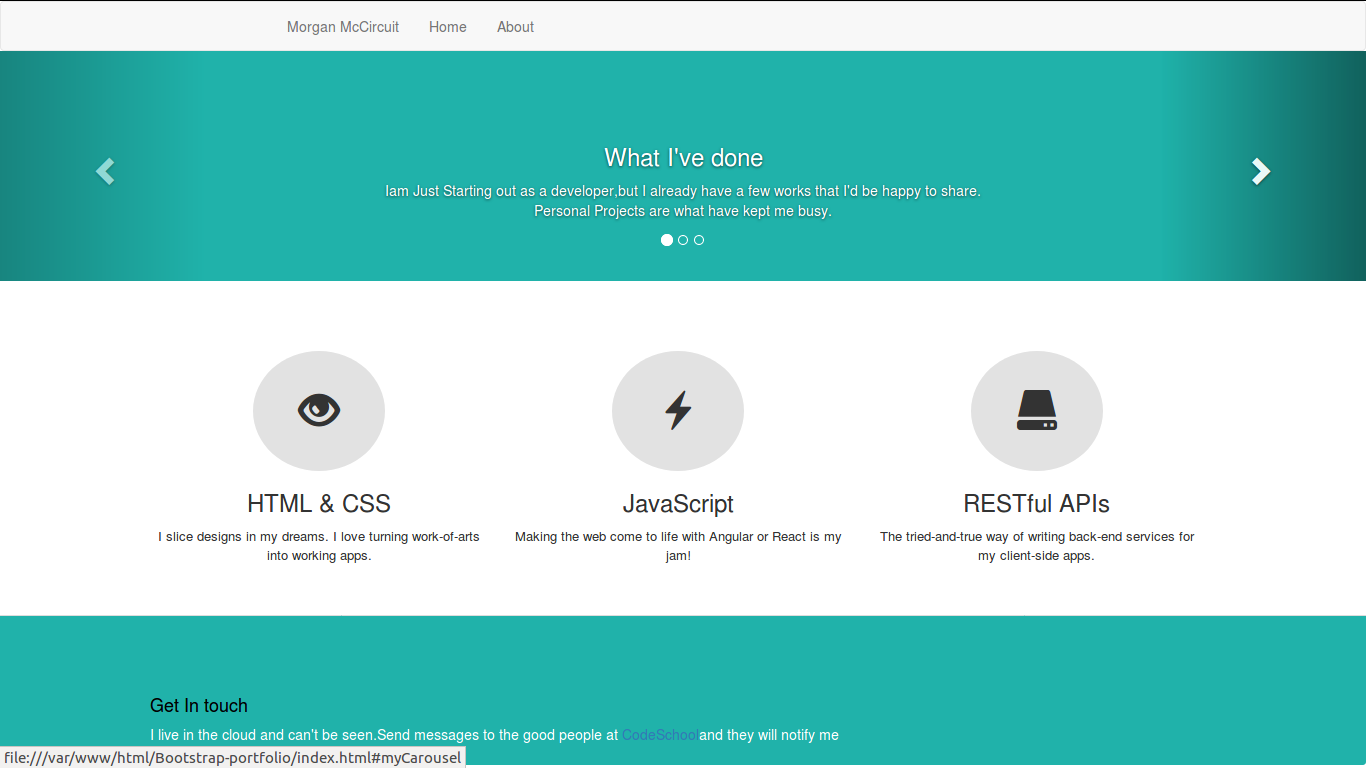 Morgan McCircuit Home About
What I've done
Iam Just Starting out as a developer,but I already have a few works that I'd be happy to share.
Personal Projects are what have kept me busy.
HTML & CSS
I slice designs in my dreams. I love turning work-of-arts
into working apps.
JavaScript
Making the web come to life with Angular or React is my
jam!
RESTful APIs
The tried-and-true way of writing back-end services for
my client-side apps.
Get In touch
I live in the cloud and can't be seen.Send messages to the good people at CodeSchooland they will notify me
file:///var/www/html/Bootstrap-portfolio/index.html#myCarousel